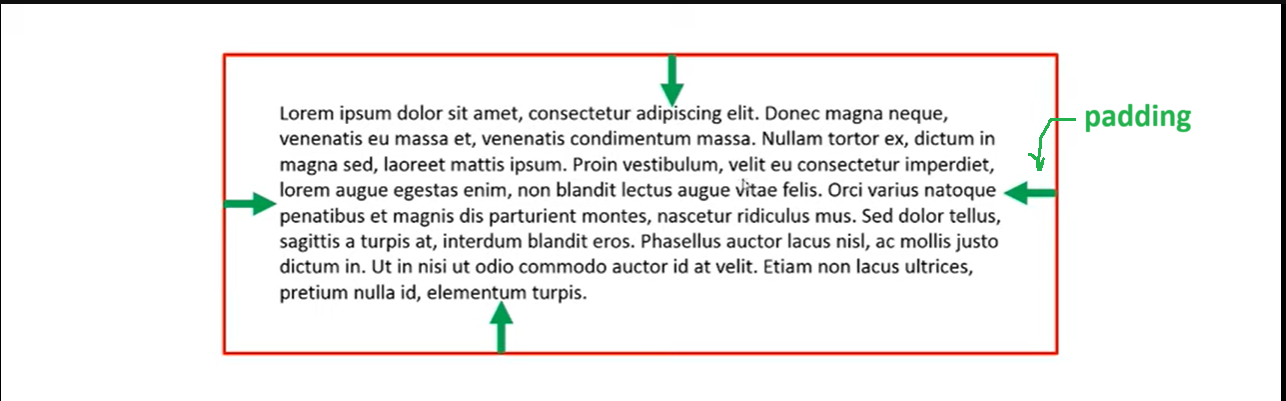 Lorem ipsum dolor sit amet, consectetur adipiscing elit. Donec magna neque,
venenatis eu massa et, venenatis condimentum massa. Nullam tortor ex, dictum in
magna sed, laoreet mattis ipsum. Proin vestibulum, velit eu consectetur imperdiet,
lorem augue egestas enim, non blandit lectus augue vitae felis. Orci varius natoque
penatibus et magnis dis parturient montes, nascetur ridiculus mus. Sed dolor tellus,
sagittis a turpis at, interdum blandit eros. Phasellus auctor lacus nisl, ac mollis justo
dictum in. Ut in nisi ut odio commodo auctor id at velit. Etiam non lacus ultrices,
pretium nulla id, elementum turpis.
padding